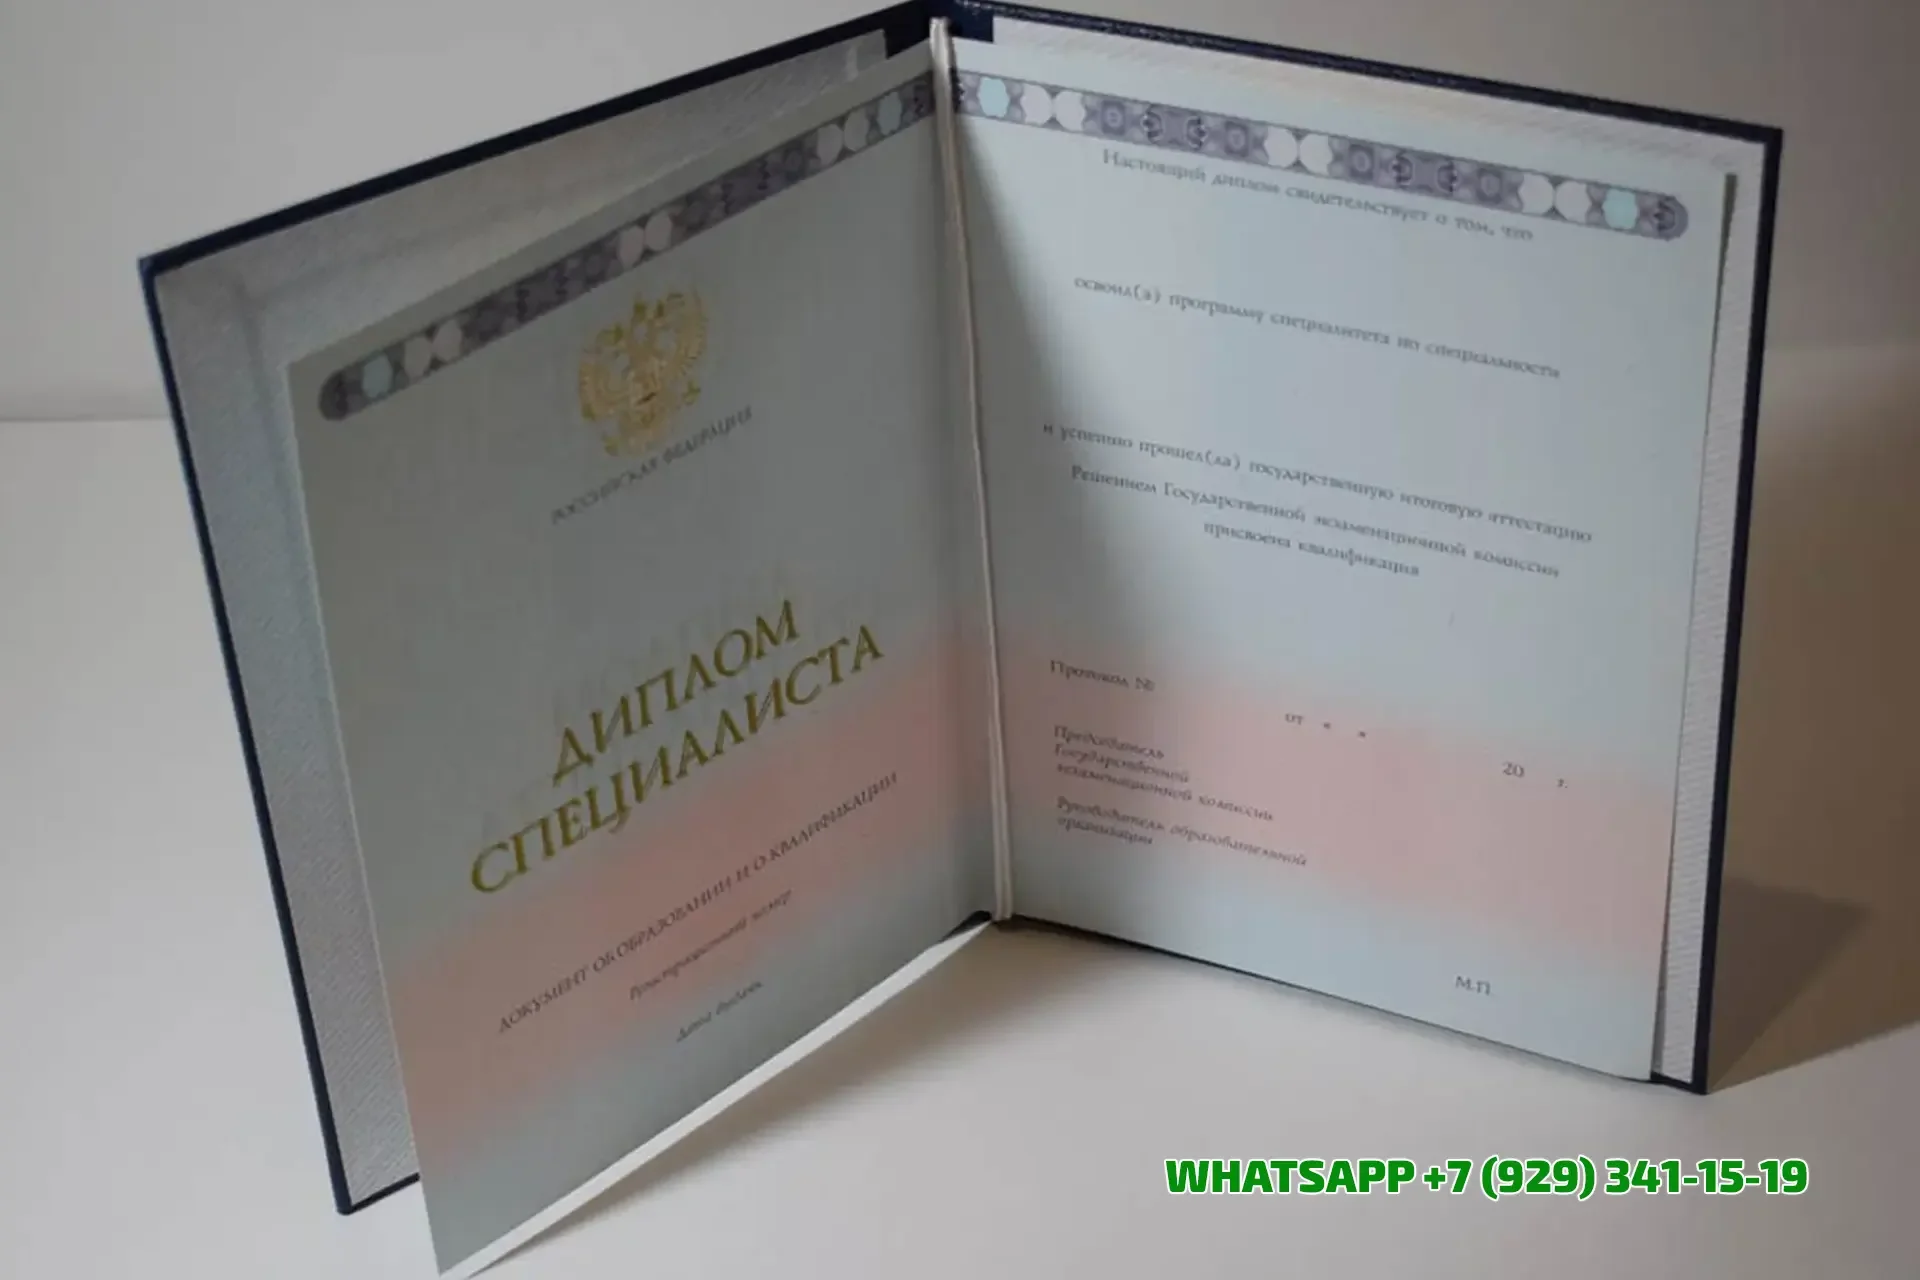 РОССИЙСКАЯ ФЕДЕРАЦИЯ
ДИПЛОМ
СПЕЦИАЛИСТА
ДОКУМЕНТ ОБ ОБРАЗОВАНИИ И О КВАЛИФИКАЦИИ
Регистрационный номер
Дата выдачи
Настоящий диплом свидетельствует о том, что
освоил(а) программу специалитета по специальности
и успешно прошел(ла) государственную итоговую аттестацию
Решением Государственной экзаменационной комиссии
присвоена квалификация
Протокол №
от « »
20 г.
Председатель
Государственной
экзаменационной комиссии
Руководитель образовательной
организации
М.П.
WHATSAPP +7 (929) 341-15-19